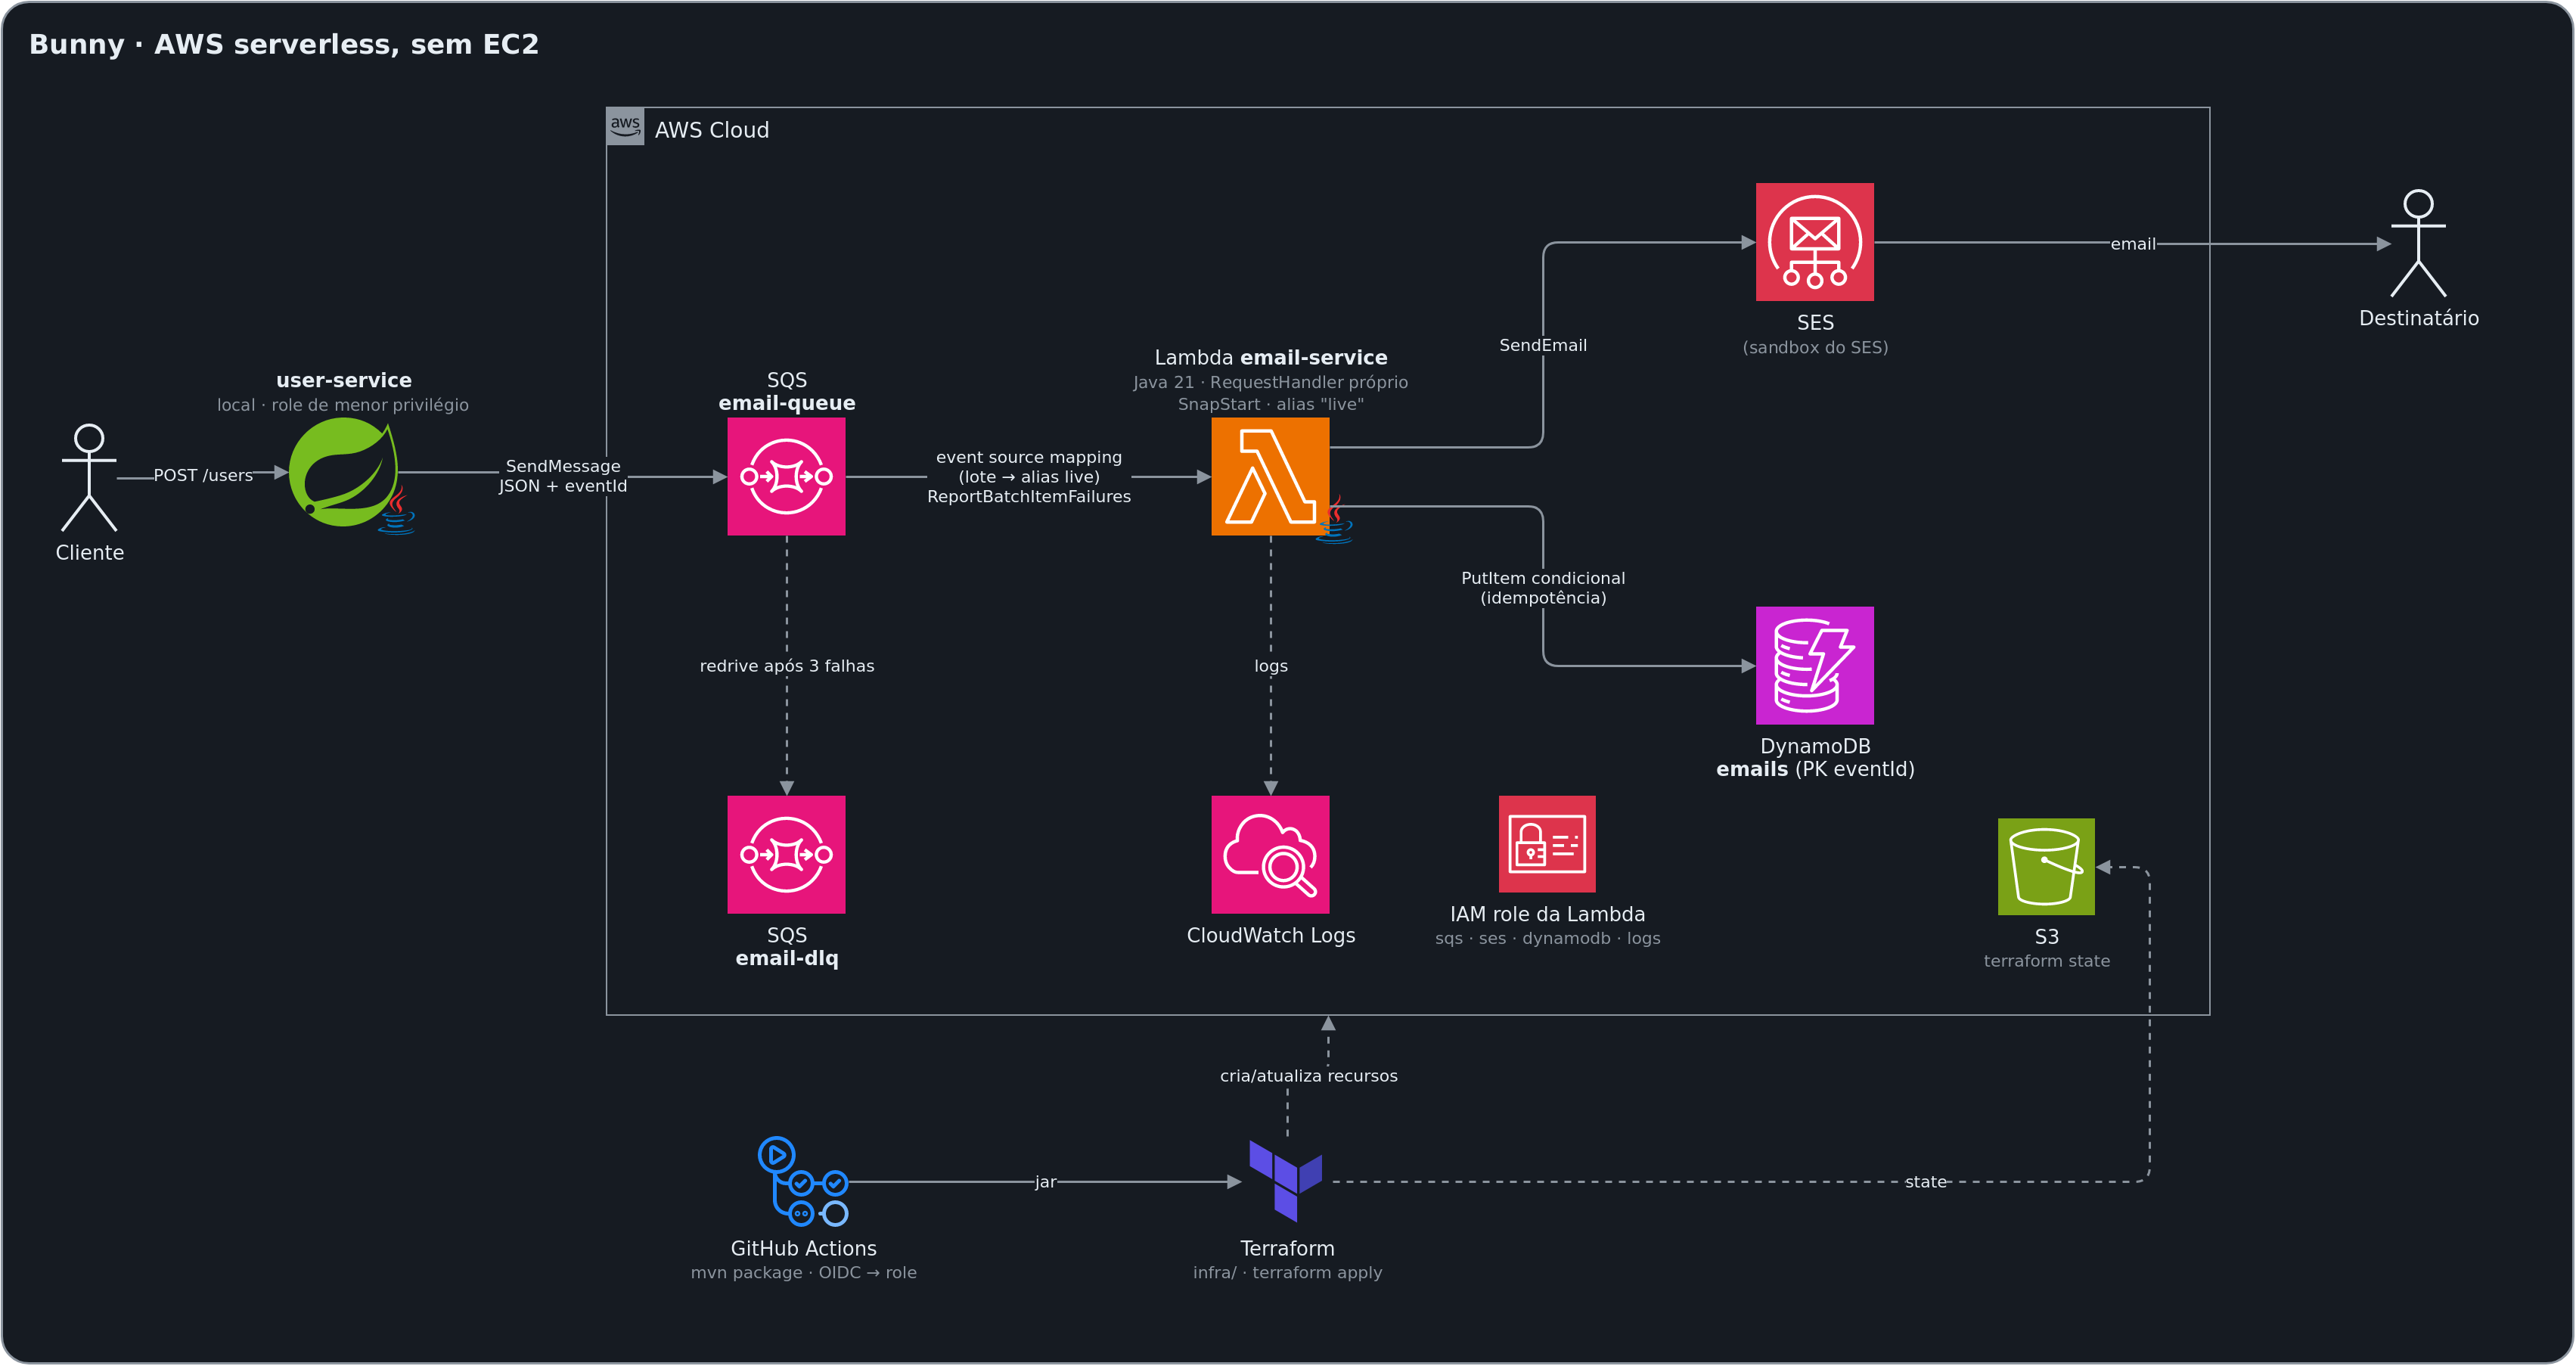 Bunny · AWS serverless, sem EC2
aws
AWS Cloud
SES
(sandbox do SES)
email
Destinatário
SendEmail
Lambda email-service
Java 21 · RequestHandler próprio
SnapStart · alias "live"
user-service
local · role de menor privilégio
SQS
email-queue
Cliente
POST /users
SendMessage
JSON + eventId
event source mapping
(lote → alias live)
ReportBatchItemFailures
PutItem condicional
(idempotência)
redrive após 3 falhas
logs
DynamoDB
emails (PK eventId)
SQS
email-dlq
CloudWatch Logs
IAM role da Lambda
sqs · ses · dynamodb · logs
S3
terraform state
cria/atualiza recursos
jar
state
GitHub Actions
mvn package · OIDC → role
Terraform
infra/ · terraform apply